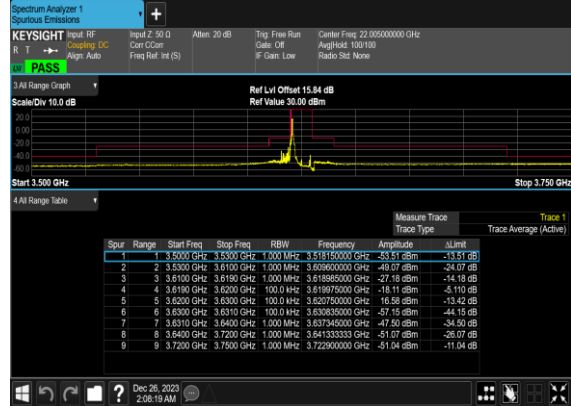 Spectrum Analyzer 1
Spurious Emissions
KEYSIGHT Input: RF Input Z: 50 Ω Atten: 20 dB Trig: Free Run Center Freq: 22.005000000 GHz
R T Coupling: DC Corr CCorr Gate: Off Avg|Hold: 100/100
Align: Auto Freq Ref: Int (S) IF Gain: Low Radio Std: None
PASS
3 All Range Graph
Ref Lvl Offset 15.84 dB
Scale/Div 10.0 dB Ref Value 30.00 dBm
20.0
0.00
-20.0
-40.0
-60.0
Start 3.500 GHz Stop 3.750 GHz
4 All Range Table
Measure Trace Trace 1
Trace Type Trace Average (Active)
Spur Range Start Freq Stop Freq RBW Frequency Amplitude ΔLimit
1 1 3.5000 GHz 3.5300 GHz 1.000 MHz 3.518150000 GHz -53.51 dBm -13.51 dB
2 2 3.5300 GHz 3.6100 GHz 1.000 MHz 3.609600000 GHz -49.07 dBm -24.07 dB
3 3 3.6100 GHz 3.6190 GHz 1.000 MHz 3.618985000 GHz -27.18 dBm -14.18 dB
4 4 3.6190 GHz 3.6200 GHz 100.0 kHz 3.619975000 GHz -18.11 dBm -5.110 dB
5 5 3.6200 GHz 3.6300 GHz 100.0 kHz 3.620750000 GHz 16.58 dBm -13.42 dB
6 6 3.6300 GHz 3.6310 GHz 100.0 kHz 3.630835000 GHz -57.15 dBm -44.15 dB
7 7 3.6310 GHz 3.6400 GHz 1.000 MHz 3.637345000 GHz -47.50 dBm -34.50 dB
8 8 3.6400 GHz 3.7200 GHz 1.000 MHz 3.641333333 GHz -51.07 dBm -26.07 dB
9 9 3.7200 GHz 3.7500 GHz 1.000 MHz 3.722900000 GHz -51.04 dBm -11.04 dB
Dec 26, 2023
2:08:19 AM